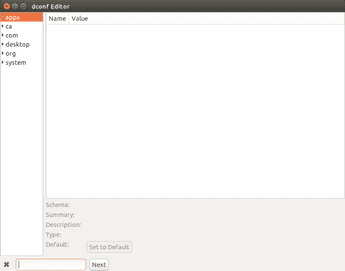 dconf Editor
apps
ca
com
desktop
org
system
Name Value
Schema:
Summary:
Description:
Type:
Default: Set to Default
Next